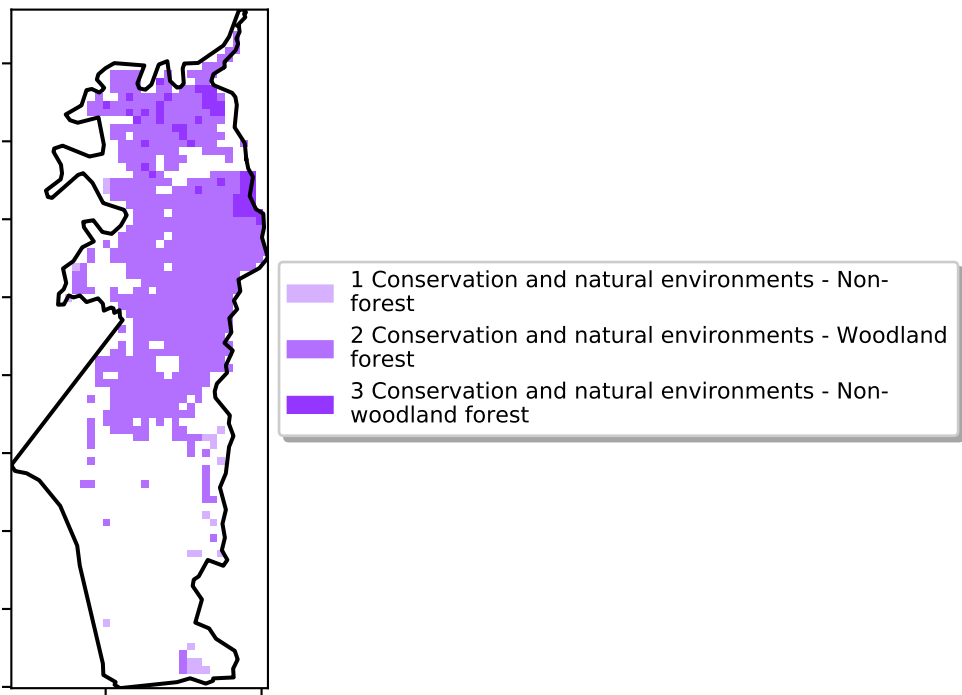 1 Conservation and natural environments - Non-
forest
2 Conservation and natural environments - Woodland
forest
3 Conservation and natural environments - Non-
woodland forest